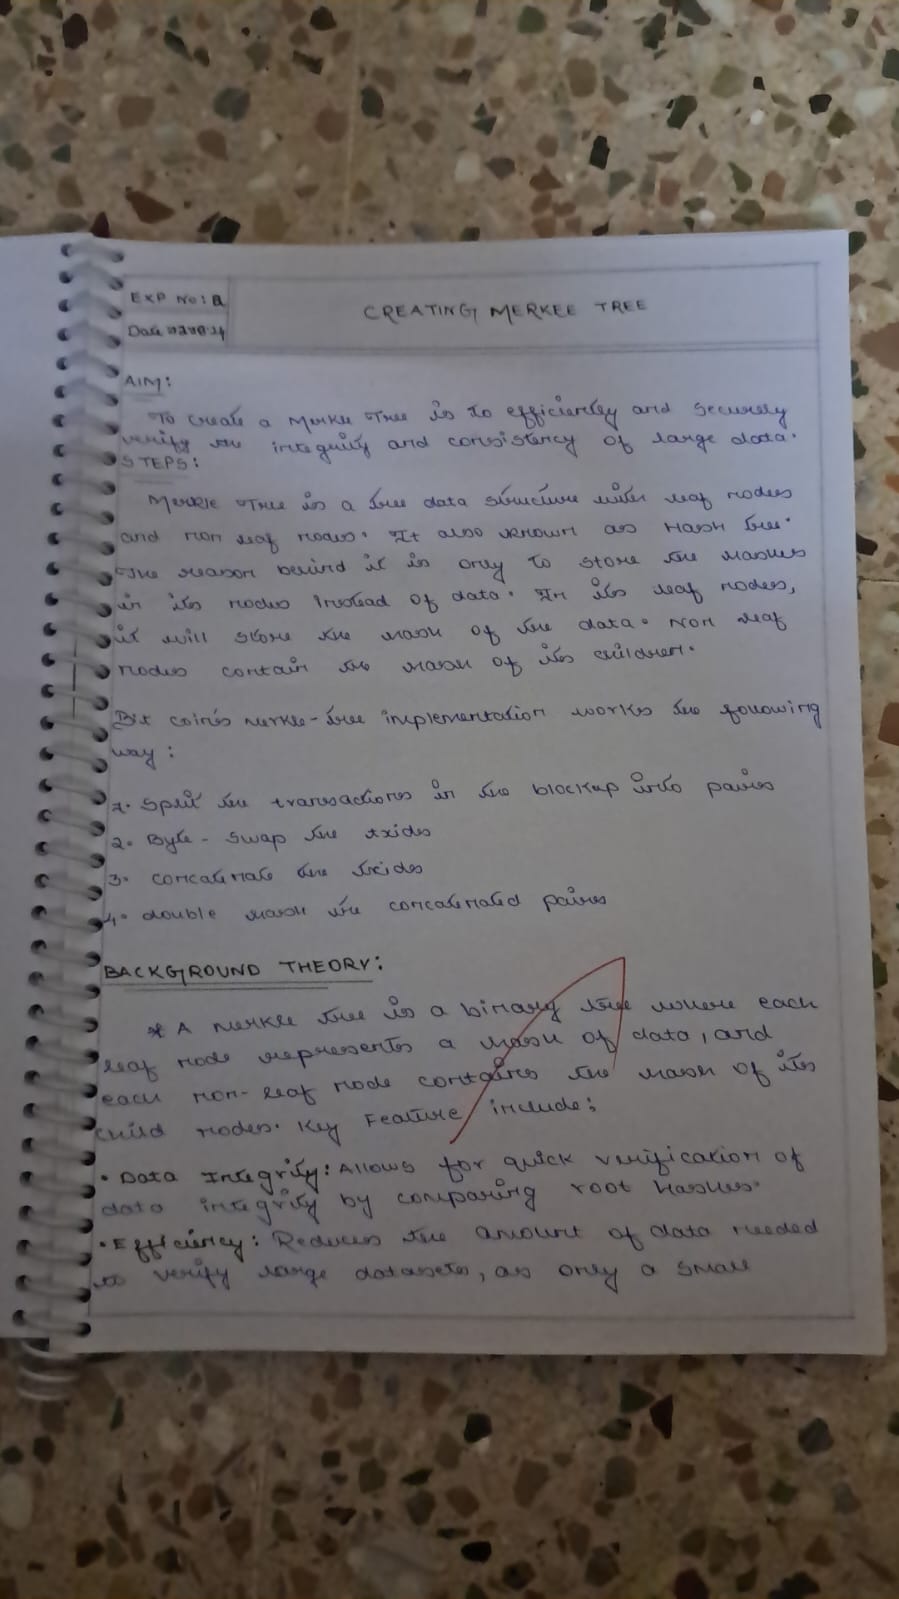 EXP NO:
Date
CREATING MERKEE TREE
AIM:
To create a Merkle Tree is to efficiently and securely
verify the integrity and consistency of large data.
STEPS:
Merkle Tree is a tree data structure with leaf nodes
and non leaf nodes. It also known as Hash tree.
The reason behind it is only to store the hashes
in its nodes instead of data. In its leaf nodes,
it will store the hash of the data. Non leaf
nodes contain the hash of its children.
Bit coin's merkle-tree implementation works the following
way:
1. Split the transactions in the blockup into paires
2. Byte-swap the txides
3. concatenate the txides
4. double hash the concatenated paires
BACKGROUND THEORY:
* A merkle tree is a binary tree where each
leaf node represents a hash of data, and
each non-leaf node contains the hash of its
child nodes. Key Feature include:
• Data Integrity: Allows for quick verification of
data integrity by comparing root Hashes.
• Efficiency: Reduces the amount of data needed
to verify large datasets, as only a small